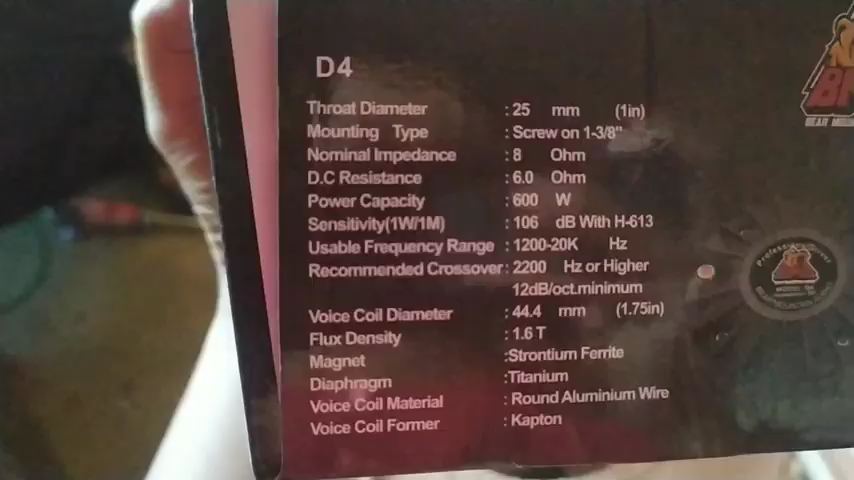 D4
Throat Diameter : 25 mm (1in)
Mounting Type : Screw on 1-3/8"
Nominal Impedance : 8 Ohm
D.C Resistance : 6.0 Ohm
Power Capacity : 600 W
Sensitivity(1W/1M) : 106 dB With H-613
Usable Frequency Range : 1200-20K Hz
Recommended Crossover : 2200 Hz or Higher
12dB/oct.minimum
Voice Coil Diameter : 44.4 mm (1.75in)
Flux Density : 1.6 T
Magnet :Strontium Ferrite
Diaphragm :Titanium
Voice Coil Material : Round Aluminium Wire
Voice Coil Former : Kapton